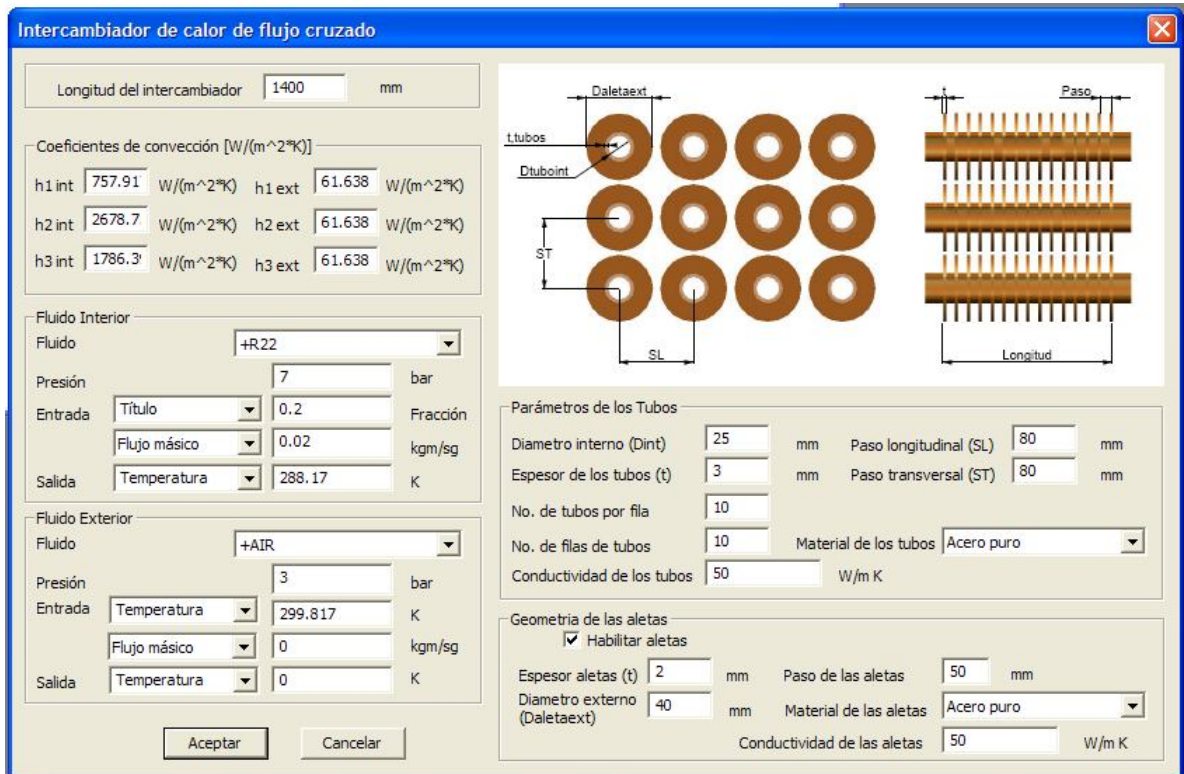 Intercambiador de calor de flujo cruzado
Longitud del intercambiador 1400 mm
Coeficientes de convección [W/(m^2*K)]
h1 int 757.91 W/(m^2*K) h1 ext 61.638 W/(m^2*K)
h2 int 2678.7 W/(m^2*K) h2 ext 61.638 W/(m^2*K)
h3 int 1786.3 W/(m^2*K) h3 ext 61.638 W/(m^2*K)
Fluido Interior
Fluido +R22
Presión 7 bar
Entrada Título 0.2 Fracción
Flujo másico 0.02 kgm/sg
Salida Temperatura 288.17 K
Fluido Exterior
Fluido +AIR
Presión 3 bar
Entrada Temperatura 299.817 K
Flujo másico 0 kgm/sg
Salida Temperatura 0 K
Aceptar Cancelar
Daletaext
t,tubos
Dtuboint
ST
SL
t
Paso
Longitud
Parámetros de los Tubos
Diametro interno (Dint) 25 mm Paso longitudinal (SL) 80 mm
Espesor de los tubos (t) 3 mm Paso transversal (ST) 80 mm
No. de tubos por fila 10
No. de filas de tubos 10 Material de los tubos Acero puro
Conductividad de los tubos 50 W/m K
Geometria de las aletas
Habilitar aletas
Espesor aletas (t) 2 mm Paso de las aletas 50 mm
Diametro externo
(Daletaext) 40 mm Material de las aletas Acero puro
Conductividad de las aletas 50 W/m K